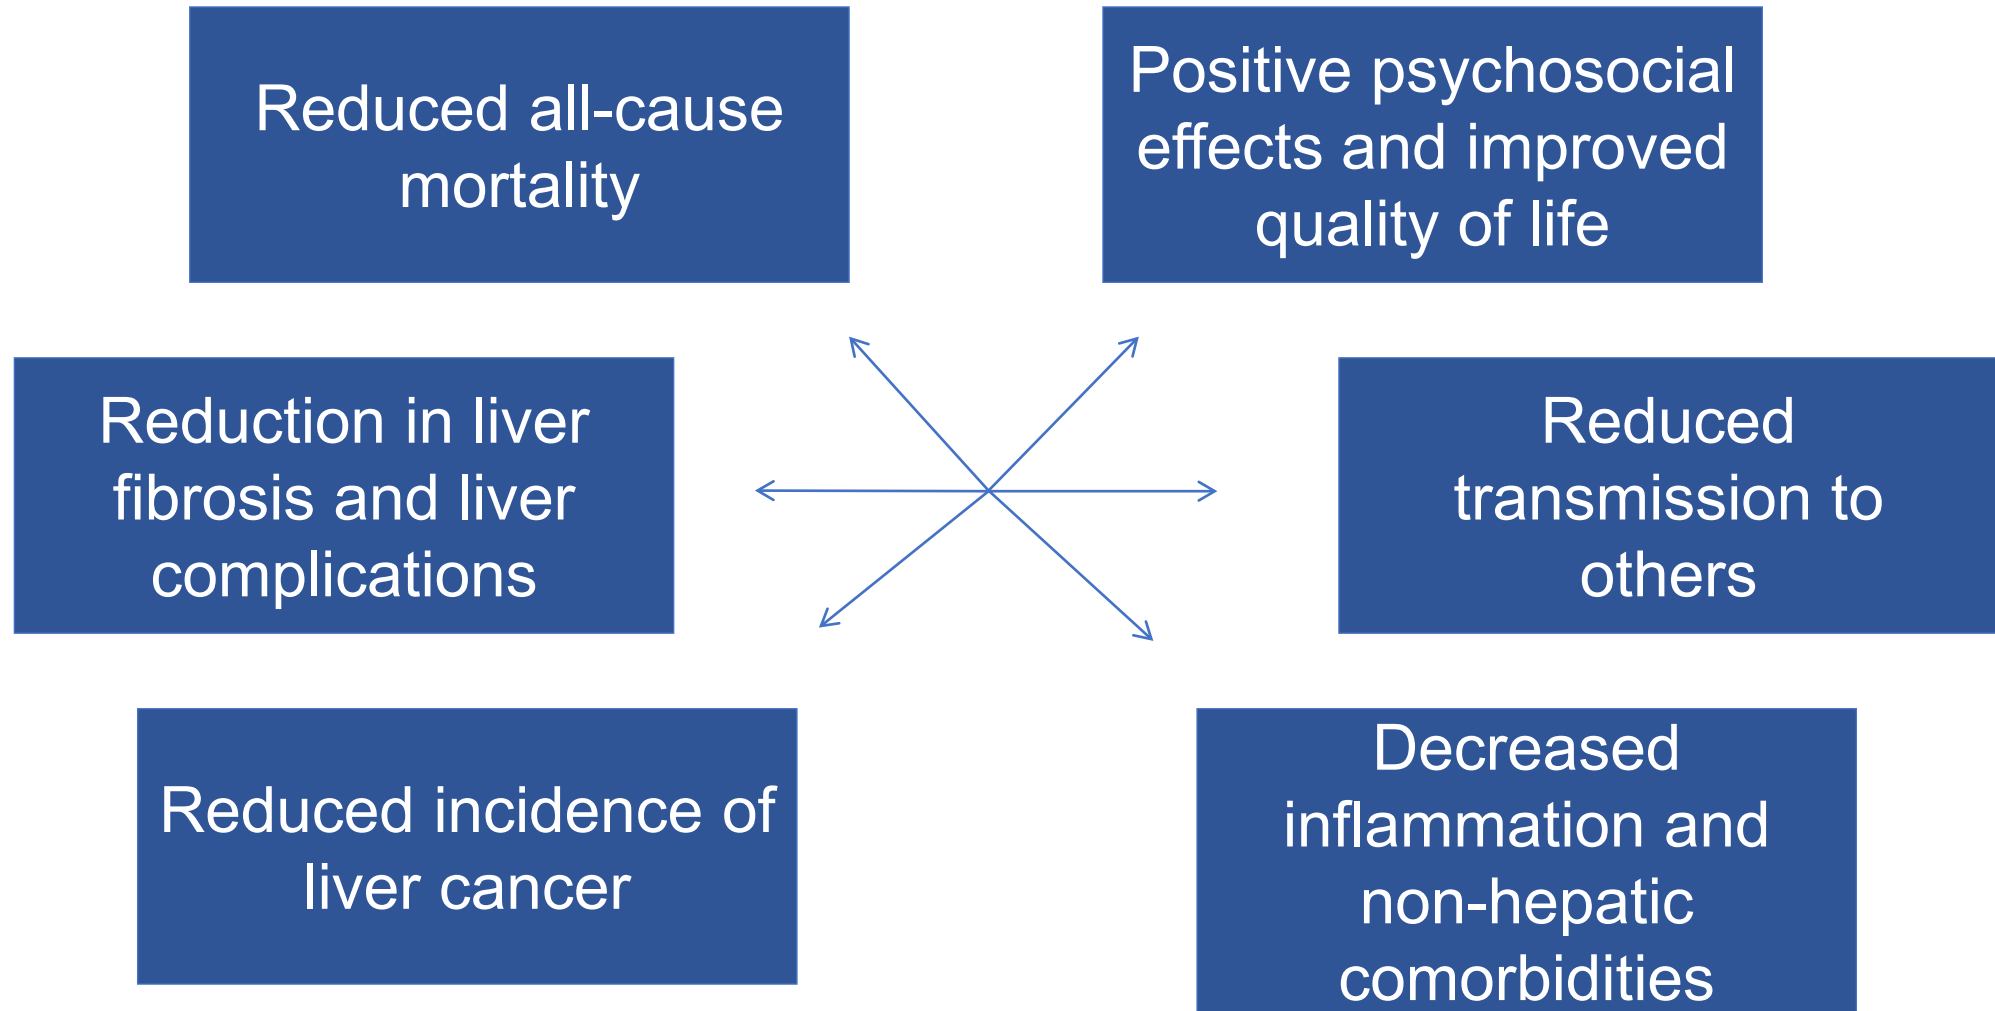 Reduced all-cause
mortality
Positive psychosocial
effects and improved
quality of life
Reduction in liver
fibrosis and liver
complications
Reduced
transmission to
others
Reduced incidence of
liver cancer
Decreased
inflammation and
non-hepatic
comorbidities